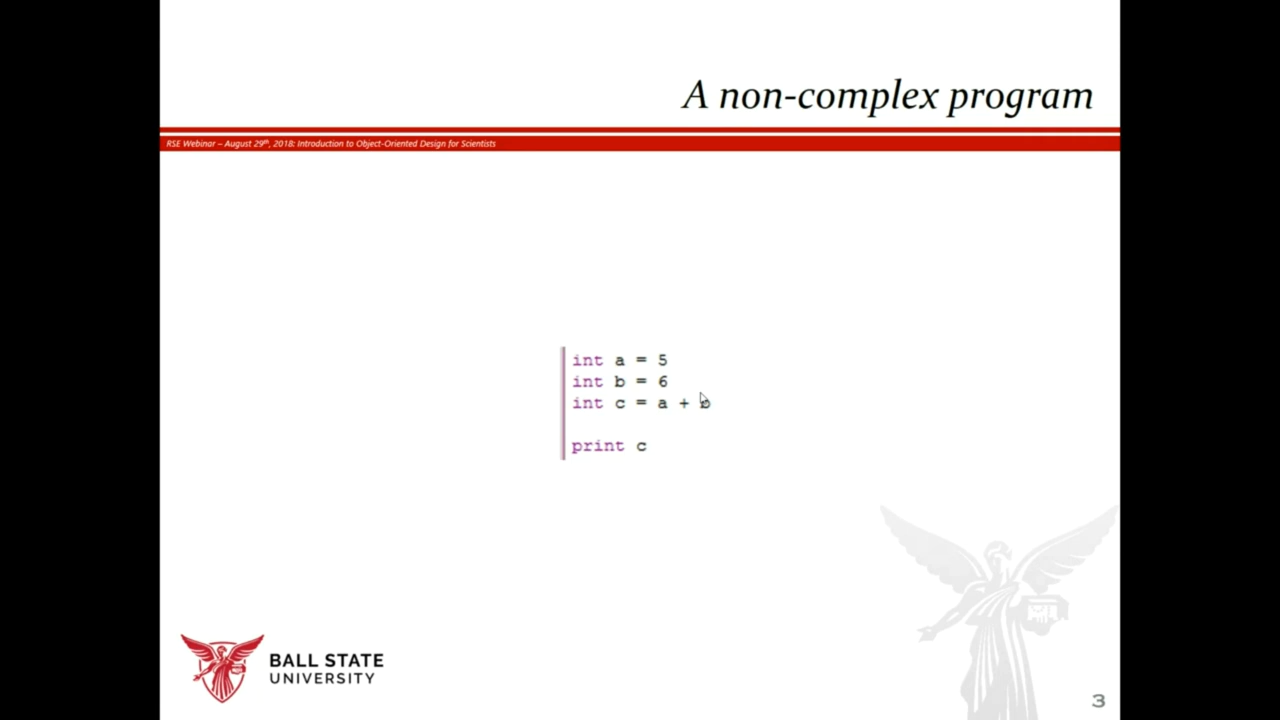 A non-complex program
RSE Webinar – August 29th, 2018: Introduction to Object-Oriented Design for Scientists
int a = 5
int b = 6
int c = a + b
print c
BALL STATE
UNIVERSITY
3